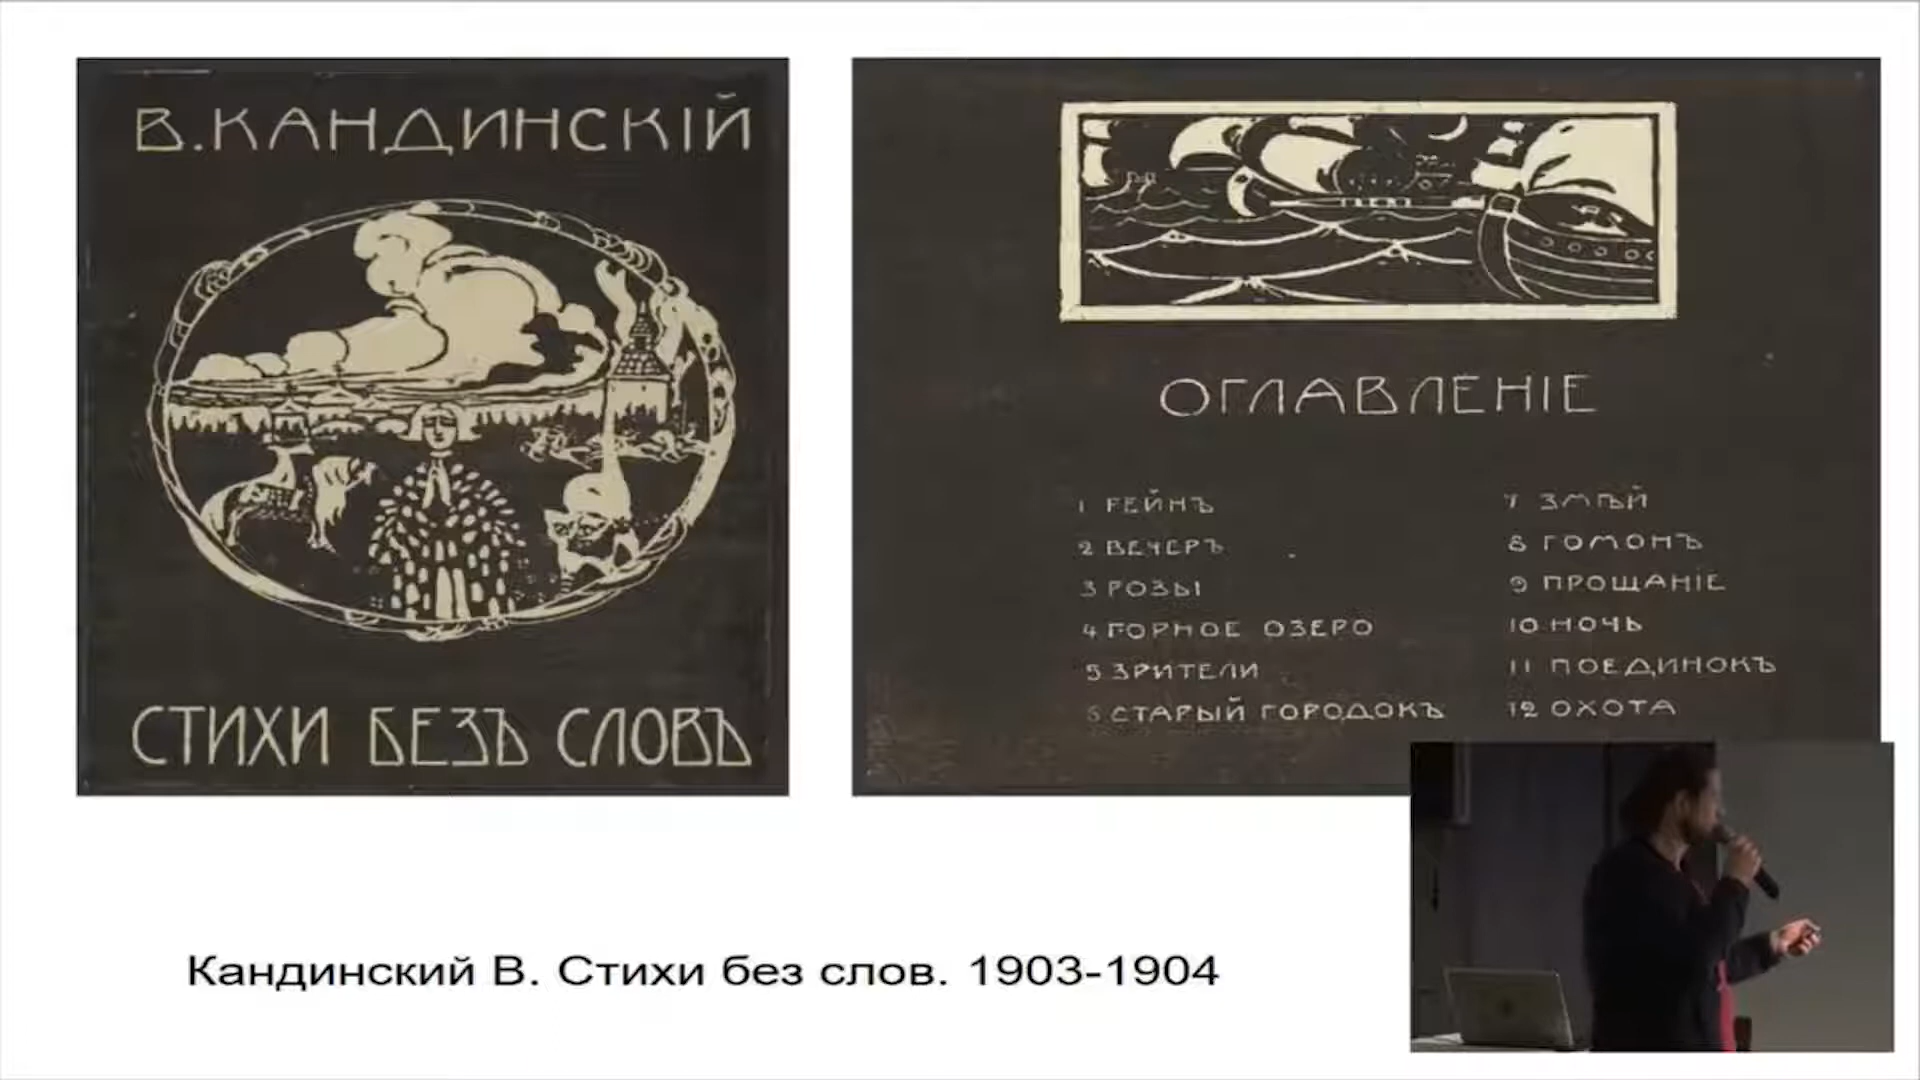 В.КАНДИНСКІЙ
СТИХИ БЕЗЪ СЛОВЪ
ОГЛАВЛЕНІЕ
1 РЕЙНЪ
2 ВЕЧЕРЪ
3 РОЗЫ
4 ГОРНОЕ ОЗЕРО
5 ЗРИТЕЛИ
6 СТАРЫЙ ГОРОДОКЪ
7 ЗМѢЙ
8 ГОМОНЪ
9 ПРОЩАНІЕ
10 НОЧЬ
11 ПОЕДИНОКЪ
12 ОХОТА
Кандинский В. Стихи без слов. 1903-1904